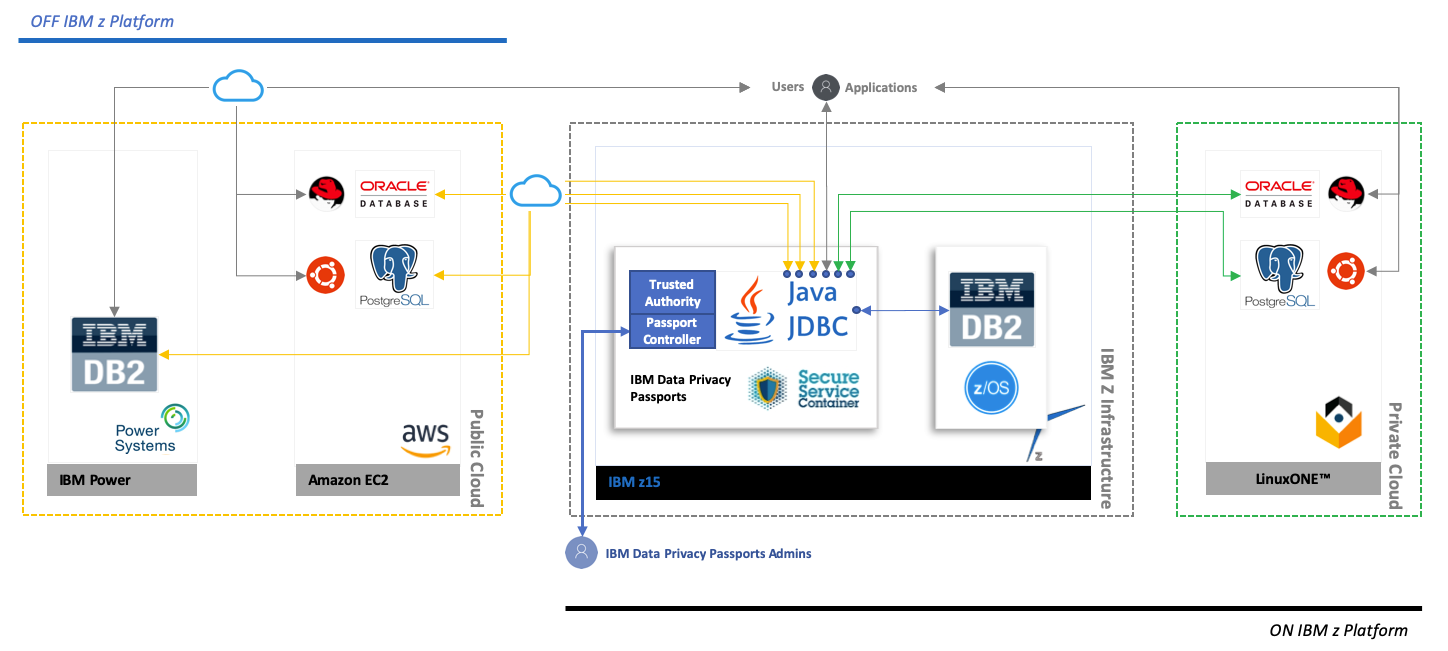 OFF IBM z Platform
Users
Applications
ORACLE®
DATABASE
PostgreSQL
IBM
DB2
Power
Systems
IBM Power
aws
Amazon EC2
Public Cloud
Trusted
Authority
Passport
Controller
Java
JDBC
IBM Data Privacy
Passports
Secure
Service
Container
IBM
DB2
z/OS
z
IBM z15
IBM Z Infrastructure
ORACLE®
DATABASE
PostgreSQL
LinuxONE™
Private Cloud
IBM Data Privacy Passports Admins
ON IBM z Platform